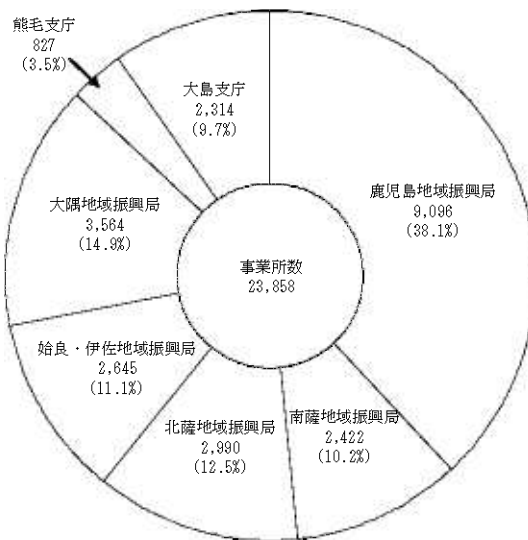 熊毛支庁
827
(3.5%)
大島支庁
2,314
(9.7%)
鹿児島地域振興局
9,096
(38.1%)
大隅地域振興局
3,564
(14.9%)
事業所数
23,858
姶良・伊佐地域振興局
2,645
(11.1%)
北薩地域振興局
2,990
(12.5%)
南薩地域振興局
2,422
(10.2%)